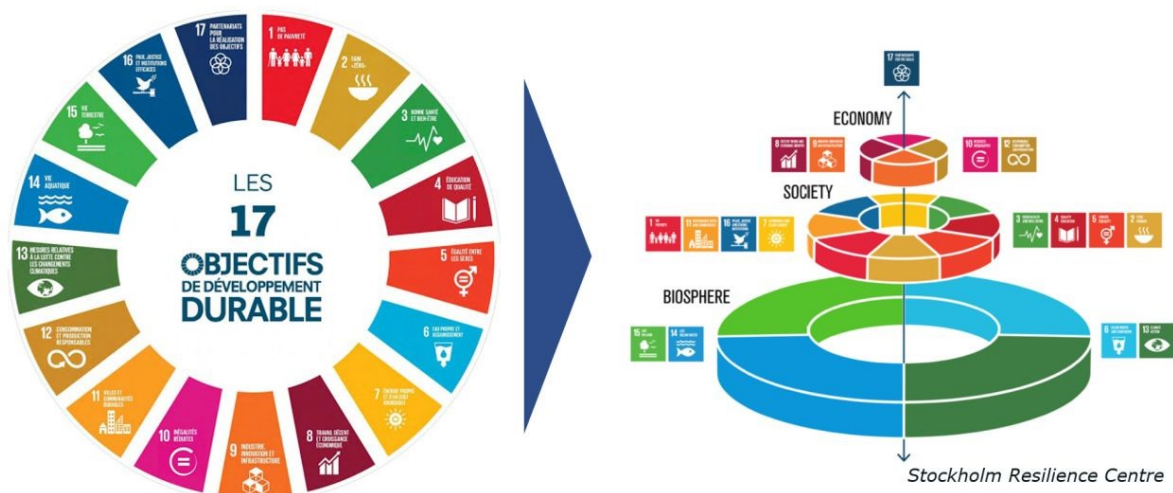 1 PAS
DE PAUVRETÉ
2 FAIM
«ZÉRO»
3 BONNE SANTÉ
ET BIEN-ÊTRE
4 ÉDUCATION
DE QUALITÉ
5 ÉGALITÉ ENTRE
LES SEXES
6 EAU PROPRE ET
ASSAINISSEMENT
7 ÉNERGIE PROPRE
ET D'UN COÛT
ABORDABLE
8 TRAVAIL DÉCENT
ET CROISSANCE
ÉCONOMIQUE
9 INDUSTRIE,
INNOVATION ET
INFRASTRUCTURE
10 INÉGALITÉS
RÉDUITES
11 VILLES ET
COMMUNAUTÉS
DURABLES
12 CONSOMMATION
ET PRODUCTION
RESPONSABLES
13 MESURES RELATIVES
À LA LUTTE CONTRE
LES CHANGEMENTS
CLIMATIQUES
14 VIE
AQUATIQUE
15 VIE
TERRESTRE
16 PAIX, JUSTICE
ET INSTITUTIONS
EFFICACES
17 PARTENARIATS
POUR
LA RÉALISATION
DES OBJECTIFS
LES
17
OBJECTIFS
DE DÉVELOPPEMENT
DURABLE
17
ECONOMY
8
9
10
12
SOCIETY
1
11
16
7
3
4
5
2
BIOSPHERE
15
14
6
13
Stockholm Resilience Centre